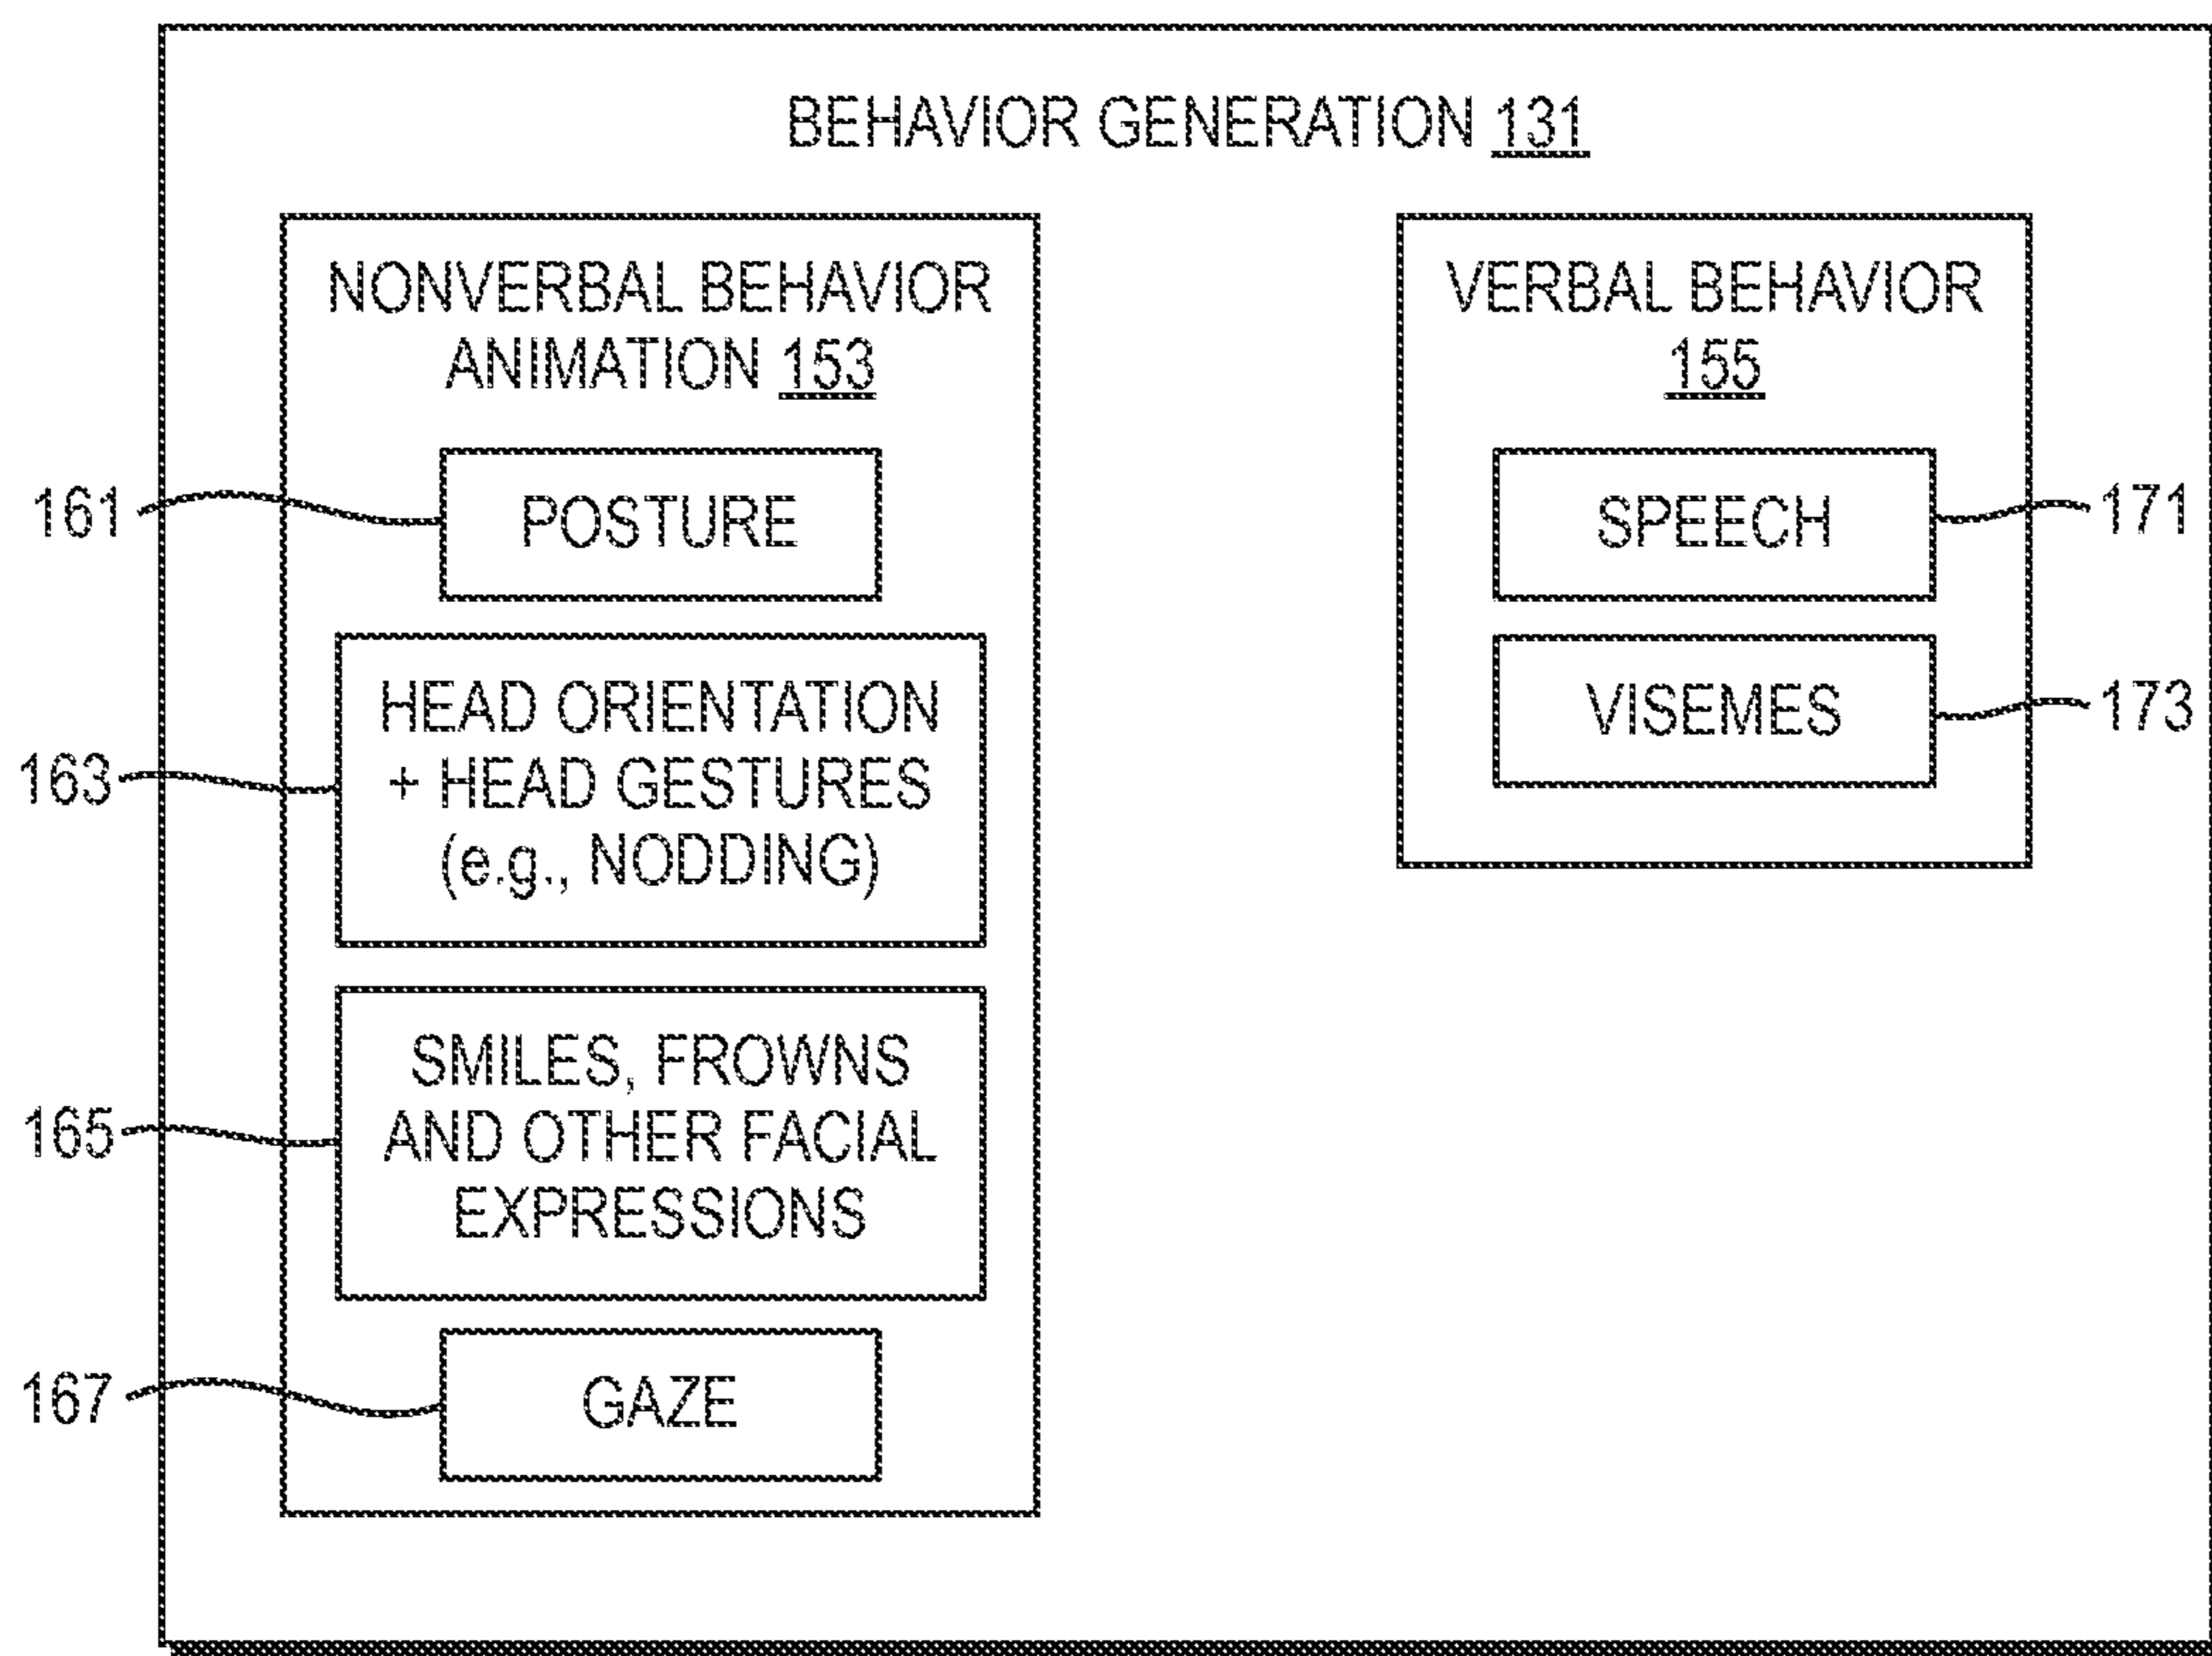 BEHAVIOR GENERATION 131
NONVERBAL BEHAVIOR
ANIMATION 153
161
POSTURE
163
HEAD ORIENTATION
+ HEAD GESTURES
(e.g., NODDING)
165
SMILES, FROWNS
AND OTHER FACIAL
EXPRESSIONS
167
GAZE
VERBAL BEHAVIOR
155
SPEECH
171
VISEMES
173